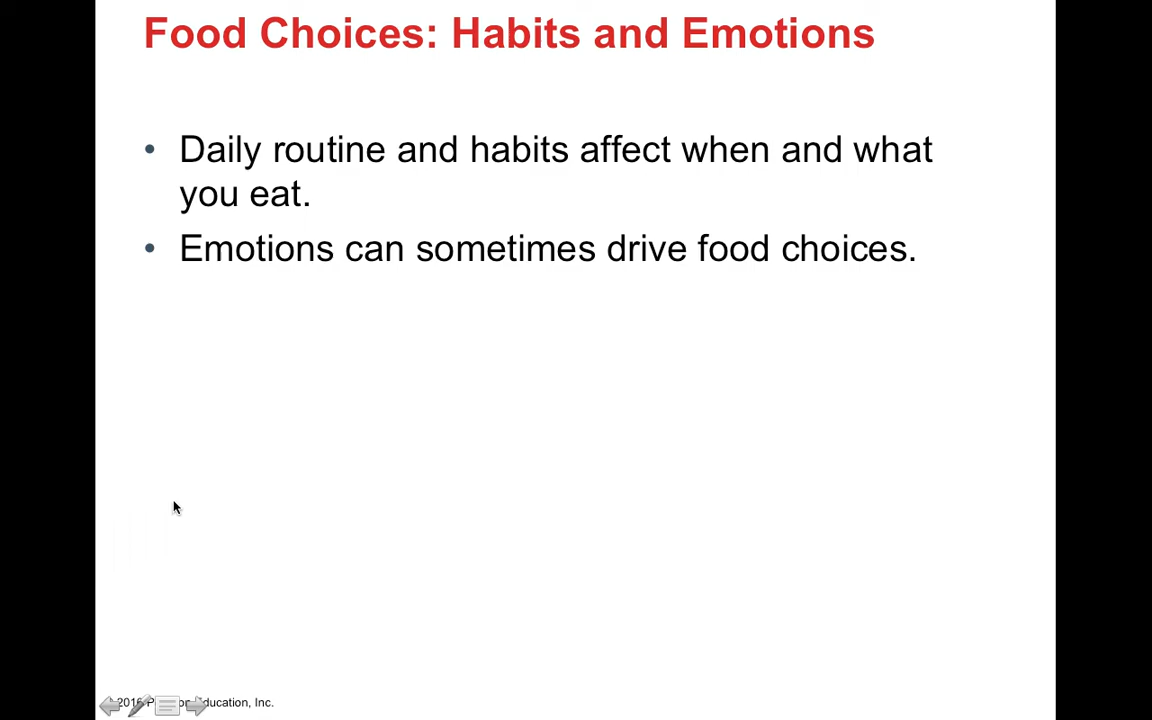 Food Choices: Habits and Emotions
• Daily routine and habits affect when and what
you eat.
• Emotions can sometimes drive food choices.
2016 Education, Inc.